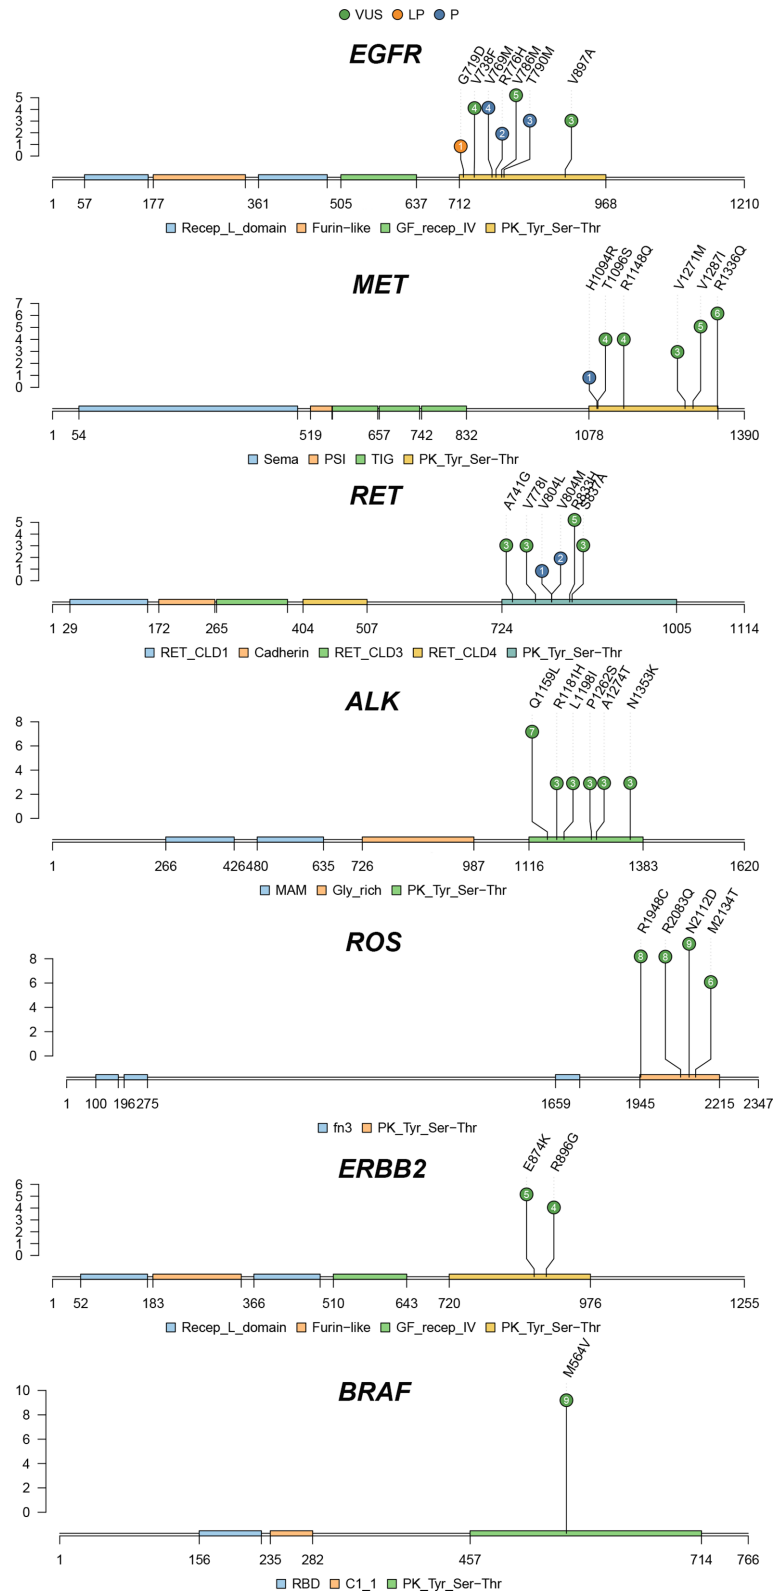 VUS LP P
EGFR
G719D V738F V769M R776H V786M T790M V897A
5
4
3
2
1
0
1 4 4 2 5 3 3
1 57 177 361 505 637 712 968 1210
Recep_L_domain Furin-like GF_recep_IV PK_Tyr_Ser-Thr
MET
H1094R T1096S R1148Q V1271M V1287I R1336Q
7
6
5
4
3
2
1
0
1 4 4 3 5 6
1 54 519 657 742 832 1078 1390
Sema PSI TIG PK_Tyr_Ser-Thr
RET
A741G V778I V804L V804M R833H S837A
5
4
3
2
1
0
3 3 1 2 5 3
1 29 172 265 404 507 724 1005 1114
RET_CLD1 Cadherin RET_CLD3 RET_CLD4 PK_Tyr_Ser-Thr
ALK
Q1159L R1181H L1198I P1262S A1274T N1353K
8
6
4
2
0
7 3 3 3 3 3
1 266 426 480 635 726 987 1116 1383 1620
MAM Gly_rich PK_Tyr_Ser-Thr
ROS
R1948C R2083Q N2112D M2134T
8
6
4
2
0
8 8 9 6
1 100 196 275 1659 1945 2215 2347
fn3 PK_Tyr_Ser-Thr
ERBB2
E874K R896G
6
5
4
3
2
1
0
5 4
1 52 183 366 510 643 720 976 1255
Recep_L_domain Furin-like GF_recep_IV PK_Tyr_Ser-Thr
BRAF
M564V
10
8
6
4
2
0
9
1 156 235 282 457 714 766
RBD C1_1 PK_Tyr_Ser-Thr